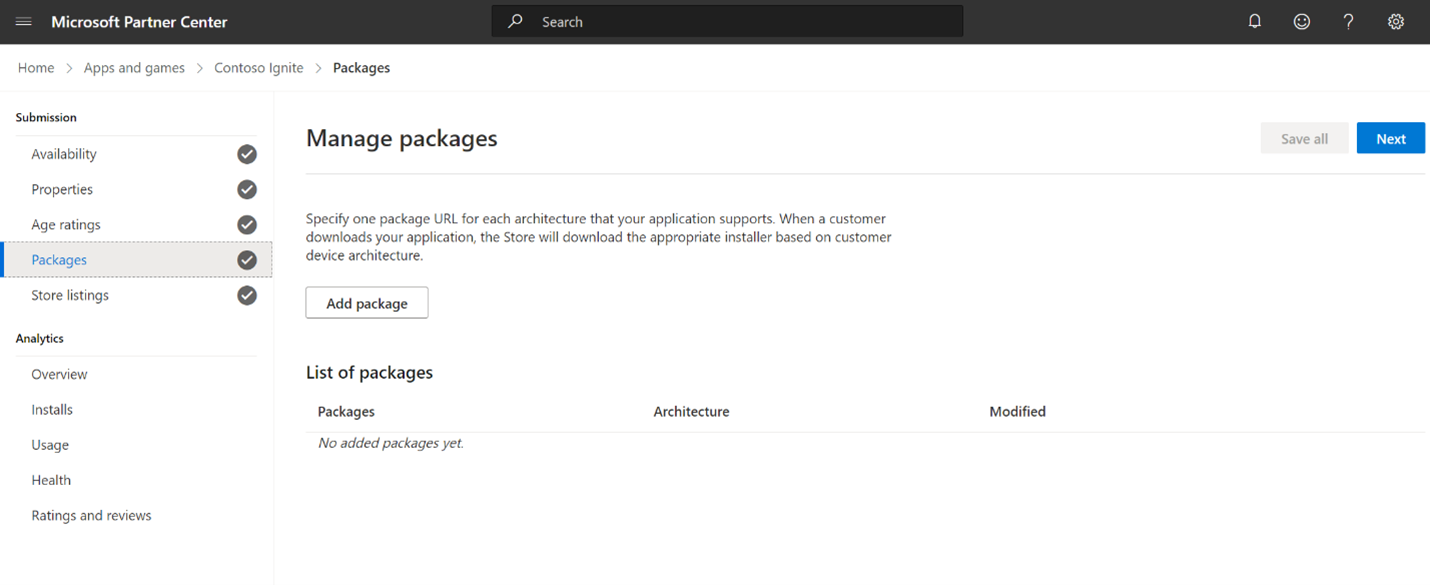 Microsoft Partner Center
Search
Home > Apps and games > Contoso Ignite > Packages
Submission
Availability
Properties
Age ratings
Packages
Store listings
Analytics
Overview
Installs
Usage
Health
Ratings and reviews
Manage packages
Save all
Next
Specify one package URL for each architecture that your application supports. When a customer
downloads your application, the Store will download the appropriate installer based on customer
device architecture.
Add package
List of packages
Packages Architecture Modified
No added packages yet.